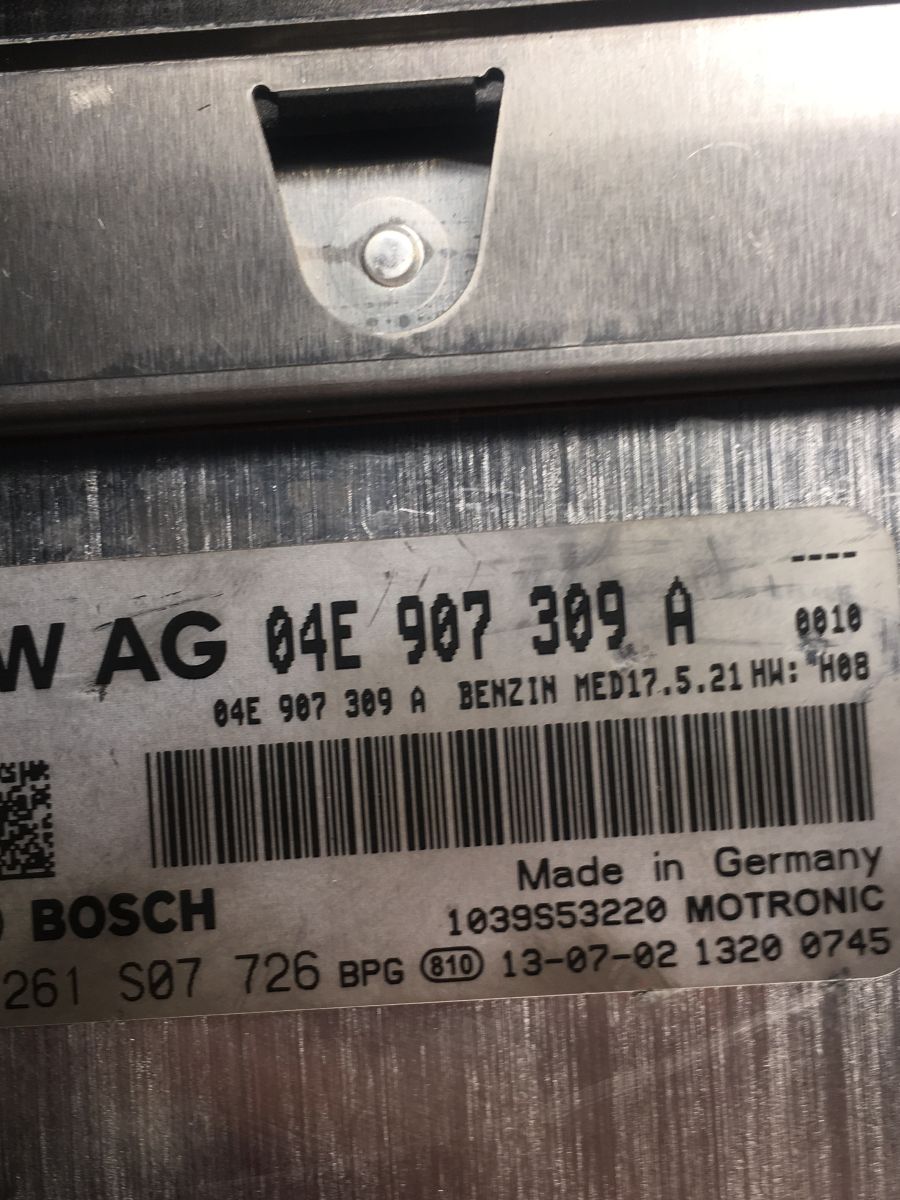 ----
W AG 04E 907 309 A 0010
04E 907 309 A BENZIN MED17.5.21 HW: H08
Made in Germany
BOSCH 1039S53220 MOTRONIC
261 S07 726 BPG 810 13-07-02 1320 0745